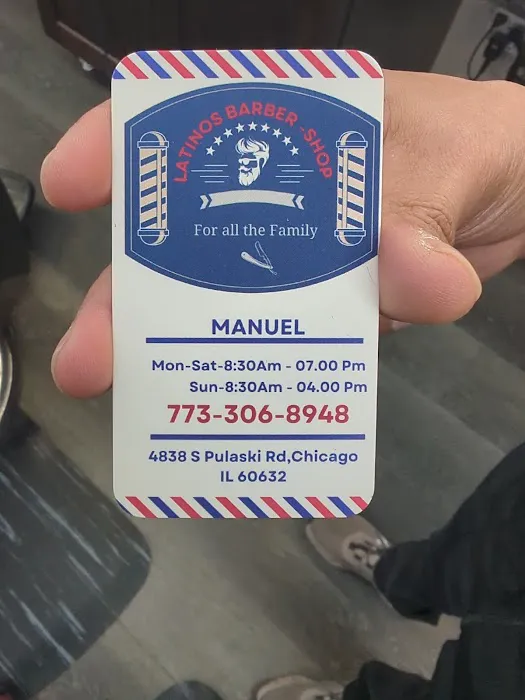 LATINOS BARBER -SHOP
For all the Family
MANUEL
Mon-Sat-8:30Am - 07.00 Pm
Sun-8:30Am - 04.00 Pm
773-306-8948
4838 S Pulaski Rd,Chicago
IL 60632